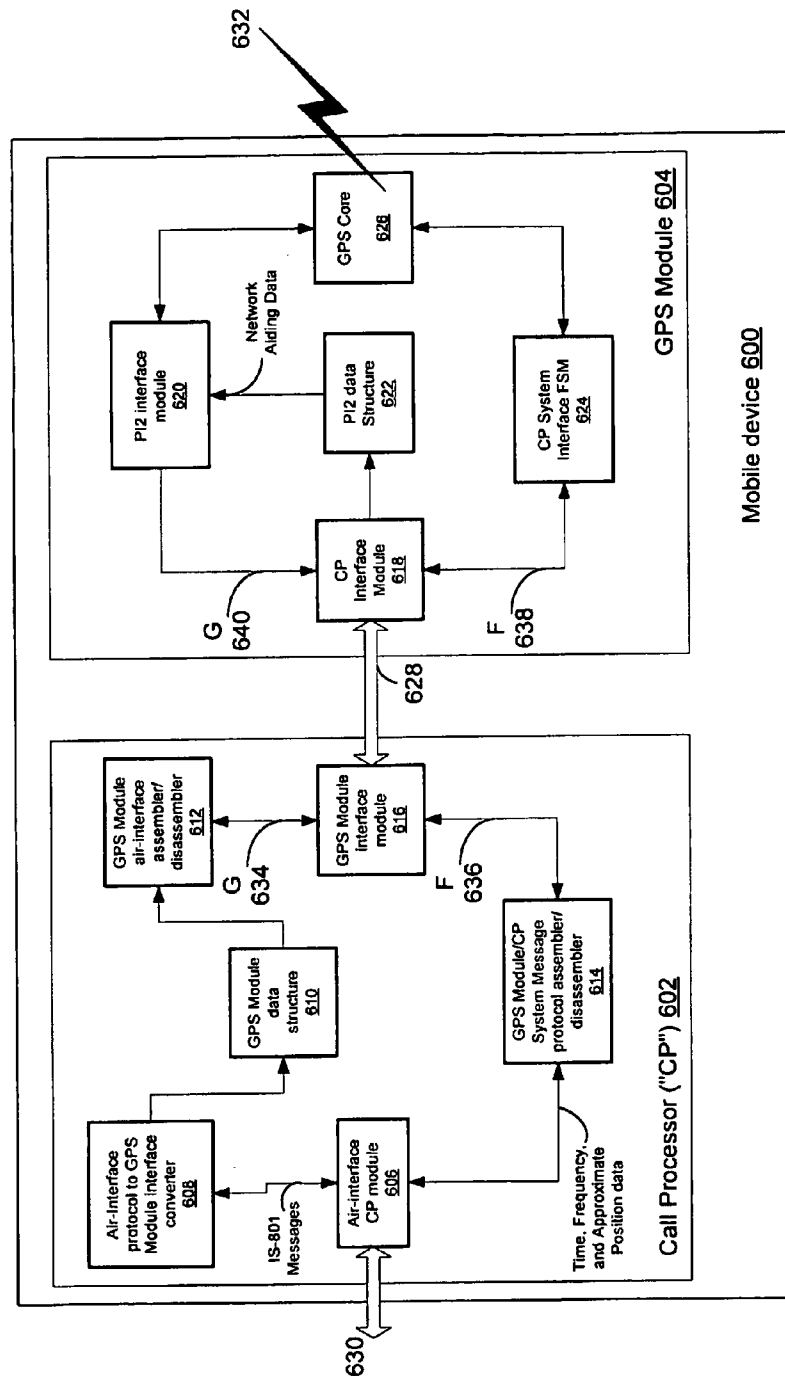 632
GPS Core
626
PI2 interface
module
620
Network
Aiding Data
PI2 data
Structure
622
CP System
Interface FSM
624
CP
Interface
Module
618
G
640
F
638
GPS Module 604
628
GPS Module
air-interface
assembler/
disassembler
612
GPS Module
interface
module
616
G
634
F
636
GPS Module
data
structure
610
GPS Module/CP
System Message
protocol assembler/
disassembler
614
Air-Interface
protocol to GPS
Module interface
converter
608
IS-801
Messages
Air-interface
CP module
606
Time, Frequency,
and Approximate
Position data
Call Processor ("CP") 602
630
Mobile device 600